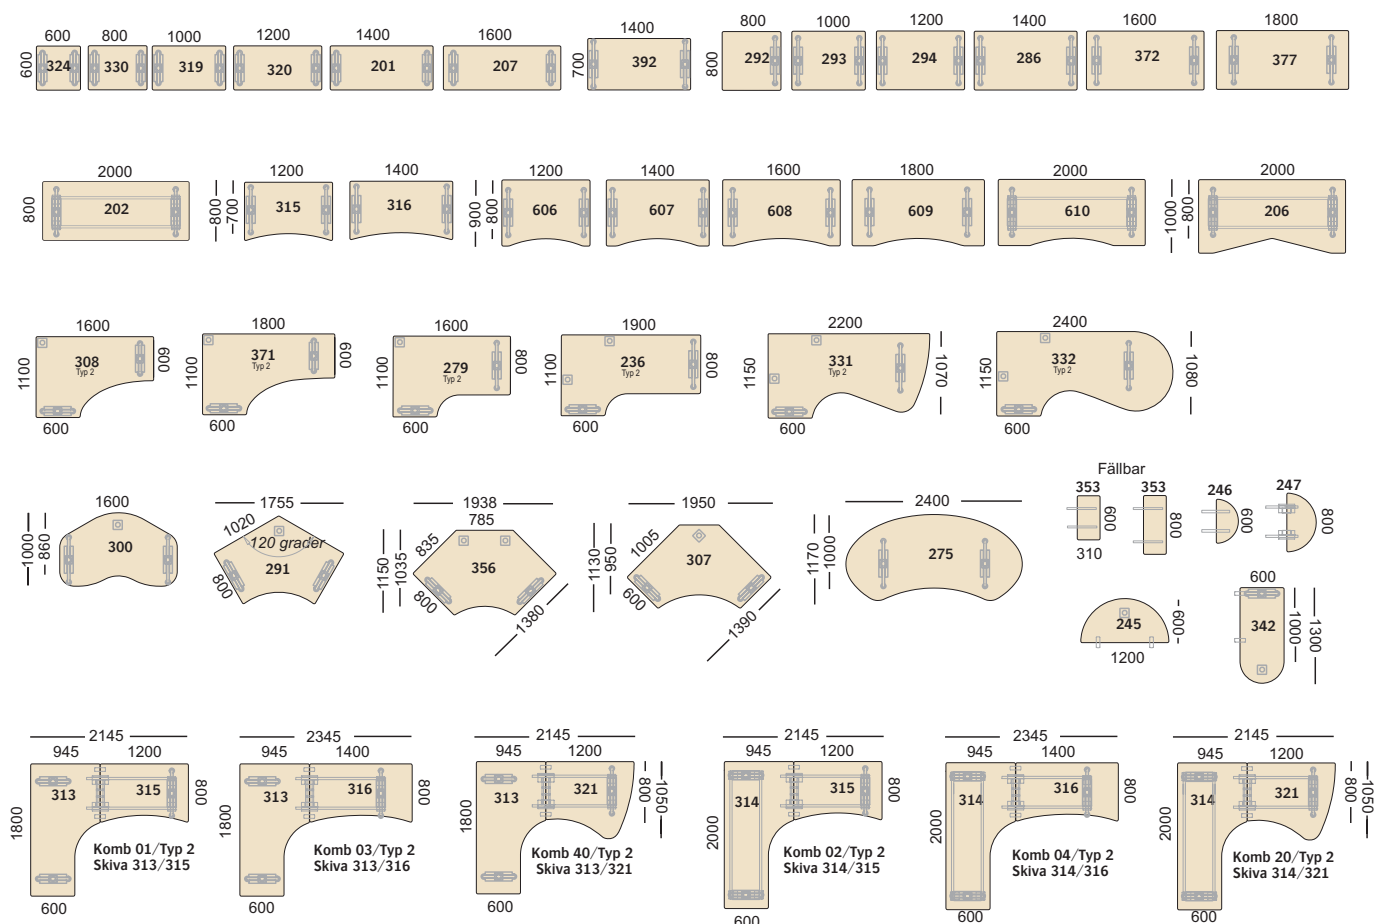 600 800 1000 1200 1400 1600 1400 800 1000 1200 1400 1600 1800
600 324 330 319 320 201 207 700 392 800 292 293 294 286 372 377
2000 1200 1400 1200 1400 1600 1800 2000 2000
800 202 800 700 315 316 900 800 606 607 608 609 610 1000 800 206
1600 1800 1600 1900 2200 2400
1100 308 600 1100 371 600 1100 279 800 1100 236 800 1150 331 1070 1150 332 1080
Typ 2 Typ 2 Typ 2 Typ 2 Typ 2 Typ 2
600 600 600 600 600 600
Fällbar
1600 1755 1938 1950 2400 353 353 246 247
785
1000 860 300 1020 120 grader 291 800 1150 1035 835 356 800 1380 1130 950 1005 307 600 1390 1170 1000 275 600 800 600 800
310
600
245 600 342 1000 1300
1200
2145 2345 2145 2145 2345 2145
945 1200 945 1400 945 1200 945 1200 945 1400 945 1200
1800 313 315 800 1800 313 316 800 1800 313 321 800 1050 2000 314 315 800 2000 314 316 800 2000 314 321 800 1050
Komb 01/Typ 2
Skiva 313/315
Komb 03/Typ 2
Skiva 313/316
Komb 40/Typ 2
Skiva 313/321
Komb 02/Typ 2
Skiva 314/315
Komb 04/Typ 2
Skiva 314/316
Komb 20/Typ 2
Skiva 314/321
600 600 600 600 600 600